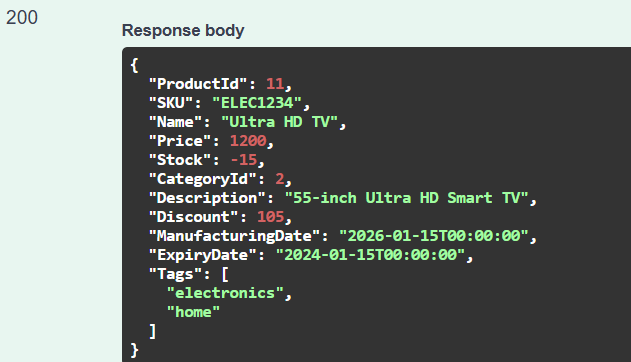 200
Response body
{
  "ProductId": 11,
  "SKU": "ELEC1234",
  "Name": "Ultra HD TV",
  "Price": 1200,
  "Stock": -15,
  "CategoryId": 2,
  "Description": "55-inch Ultra HD Smart TV",
  "Discount": 105,
  "ManufacturingDate": "2026-01-15T00:00:00",
  "ExpiryDate": "2024-01-15T00:00:00",
  "Tags": [
    "electronics",
    "home"
  ]
}